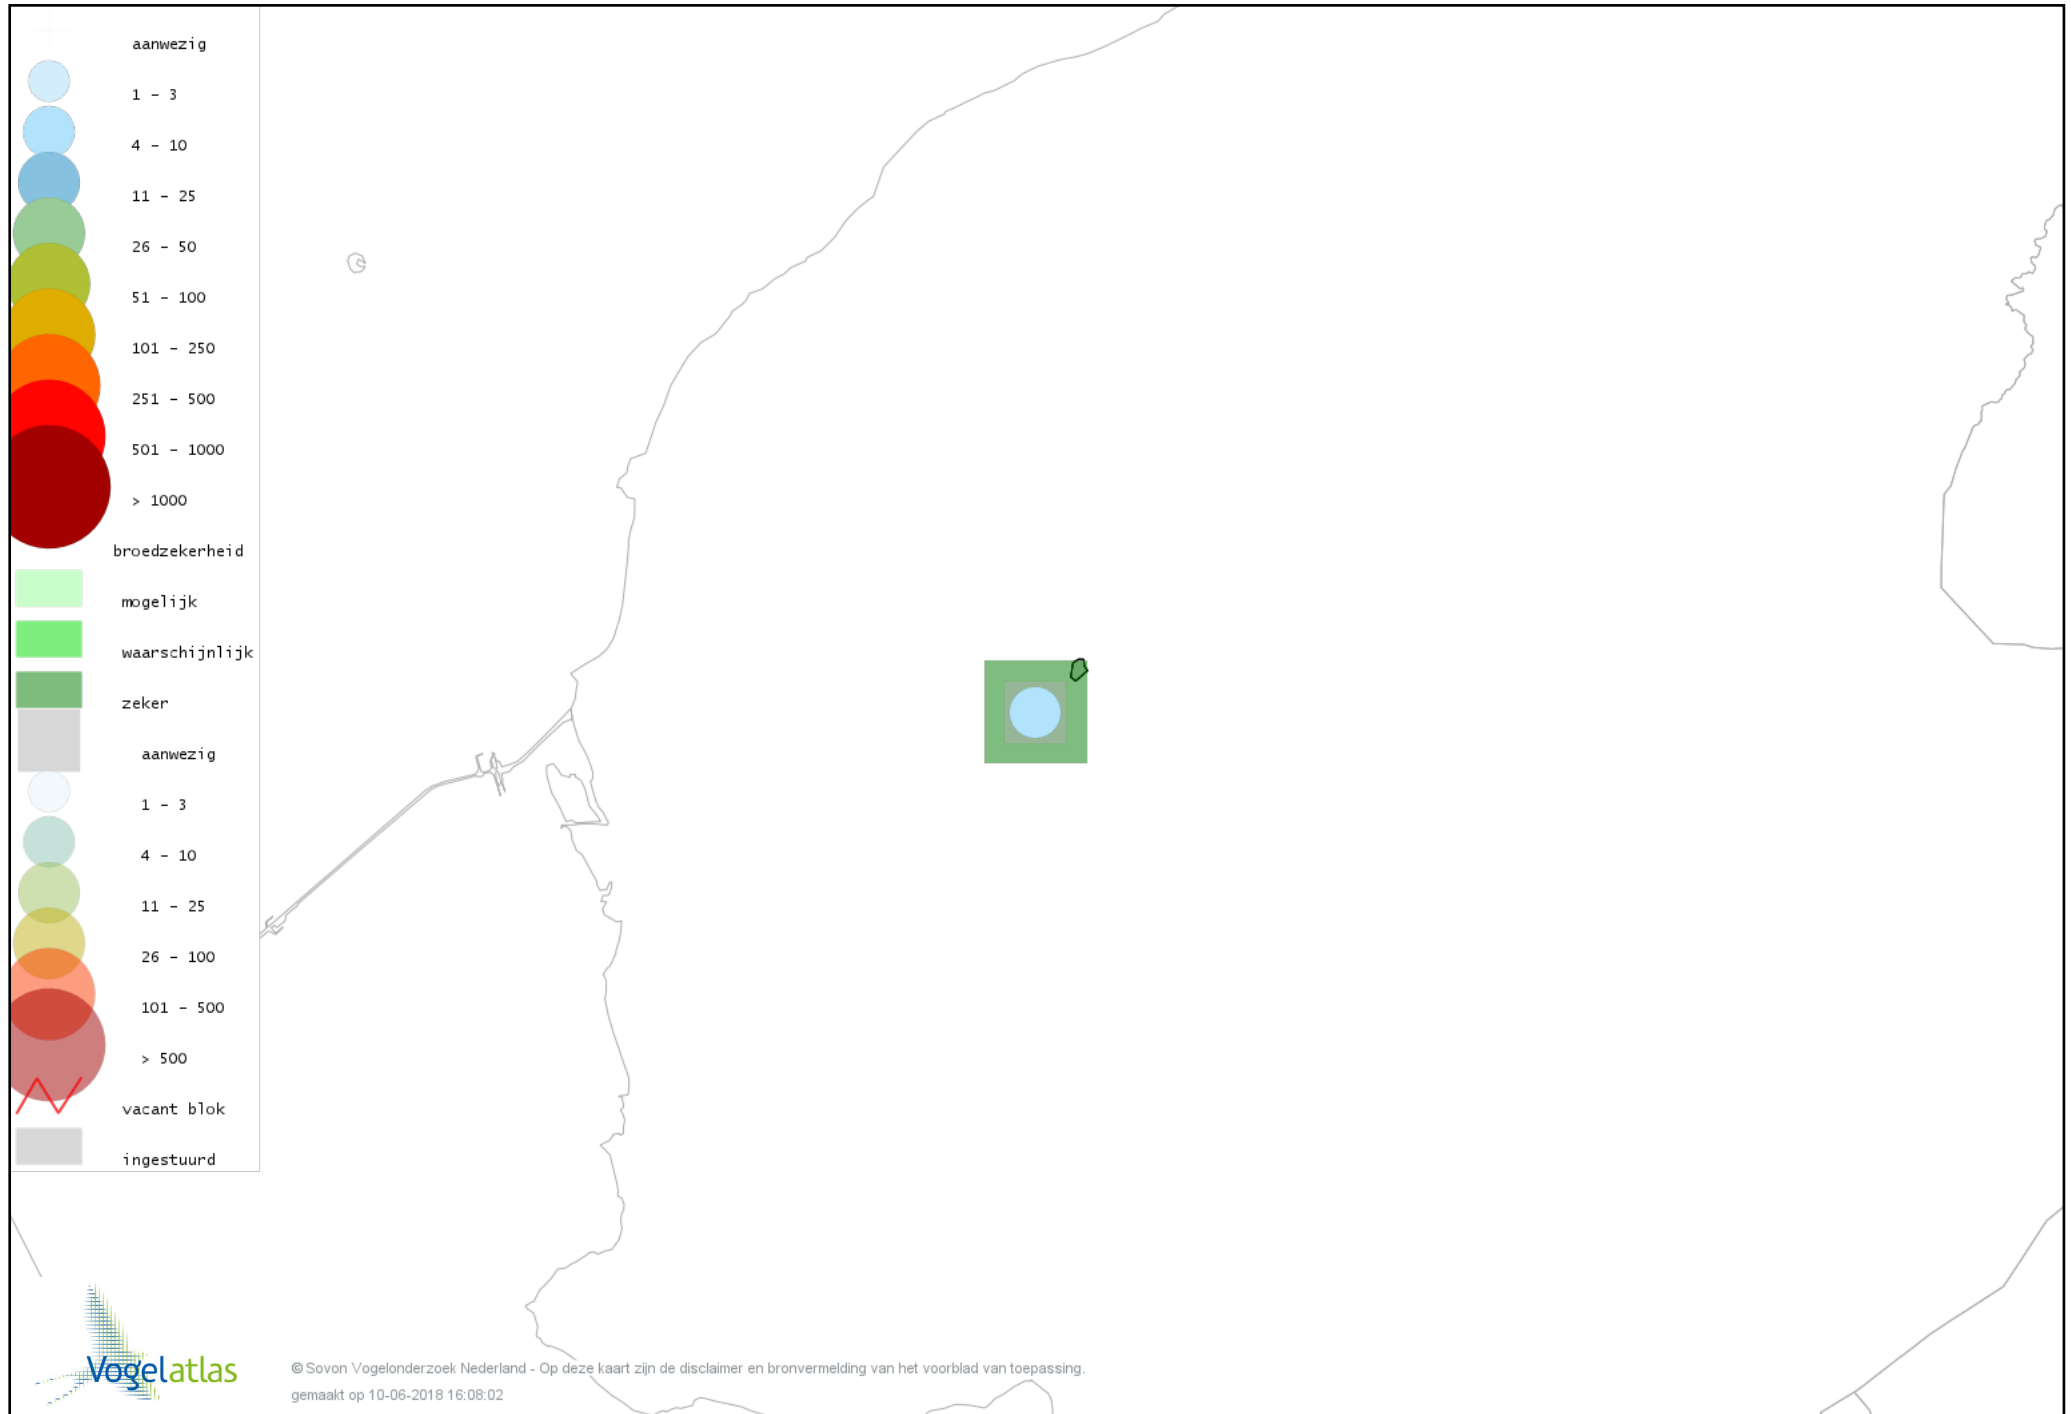 aanwezig
1 - 3
4 - 10
11 - 25
26 - 50
51 - 100
101 - 250
251 - 500
501 - 1000
> 1000
broedzekerheid
mogelijk
waarschijnlijk
zeker
aanwezig
1 - 3
4 - 10
11 - 25
26 - 100
101 - 500
> 500
vacant blok
ingestuurd
Vogelatlas
© Sovon Vogelonderzoek Nederland - Op deze kaart zijn de disclaimer en bronvermelding van het voorblad van toepassing.
gemaakt op 10-06-2018 16:08:02